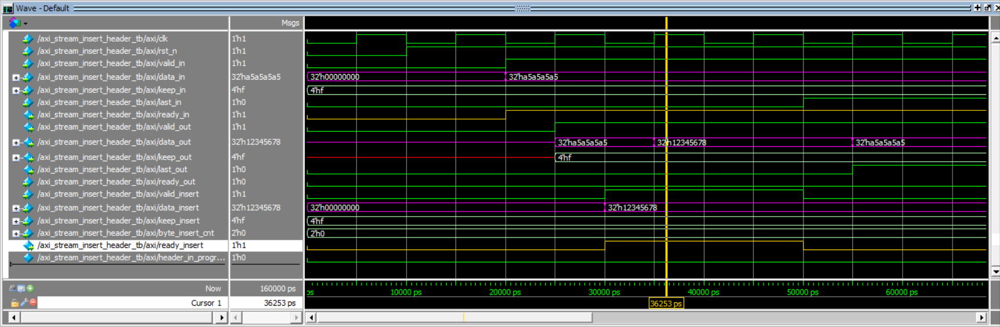 Wave - Default
Msgs
/axi_stream_insert_header_tb/axi/clk 1'h1
/axi_stream_insert_header_tb/axi/rst_n 1'h1
/axi_stream_insert_header_tb/axi/valid_in 1'h1
/axi_stream_insert_header_tb/axi/data_in 32'ha5a5a5a5 32'h00000000 32'ha5a5a5a5
/axi_stream_insert_header_tb/axi/keep_in 4'hf 4'hf
/axi_stream_insert_header_tb/axi/last_in 1'h0
/axi_stream_insert_header_tb/axi/ready_in 1'h1
/axi_stream_insert_header_tb/axi/valid_out 1'h1
/axi_stream_insert_header_tb/axi/data_out 32'h12345678 32'ha5a5a5a5 32'h12345678 32'ha5a5a5a5
/axi_stream_insert_header_tb/axi/keep_out 4'hf 4'hf
/axi_stream_insert_header_tb/axi/last_out 1'h0
/axi_stream_insert_header_tb/axi/ready_out 1'h0
/axi_stream_insert_header_tb/axi/valid_insert 1'h1
/axi_stream_insert_header_tb/axi/data_insert 32'h12345678 32'h00000000 32'h12345678
/axi_stream_insert_header_tb/axi/keep_insert 4'hf 4'hf
/axi_stream_insert_header_tb/axi/byte_insert_cnt 2'h0 2'h0
/axi_stream_insert_header_tb/axi/ready_insert 1'h1
/axi_stream_insert_header_tb/axi/header_in_progr... 1'h0
Now 160000 ps ps 10000 ps 20000 ps 30000 ps 40000 ps 50000 ps 60000 ps
Cursor 1 36253 ps 36253 ps